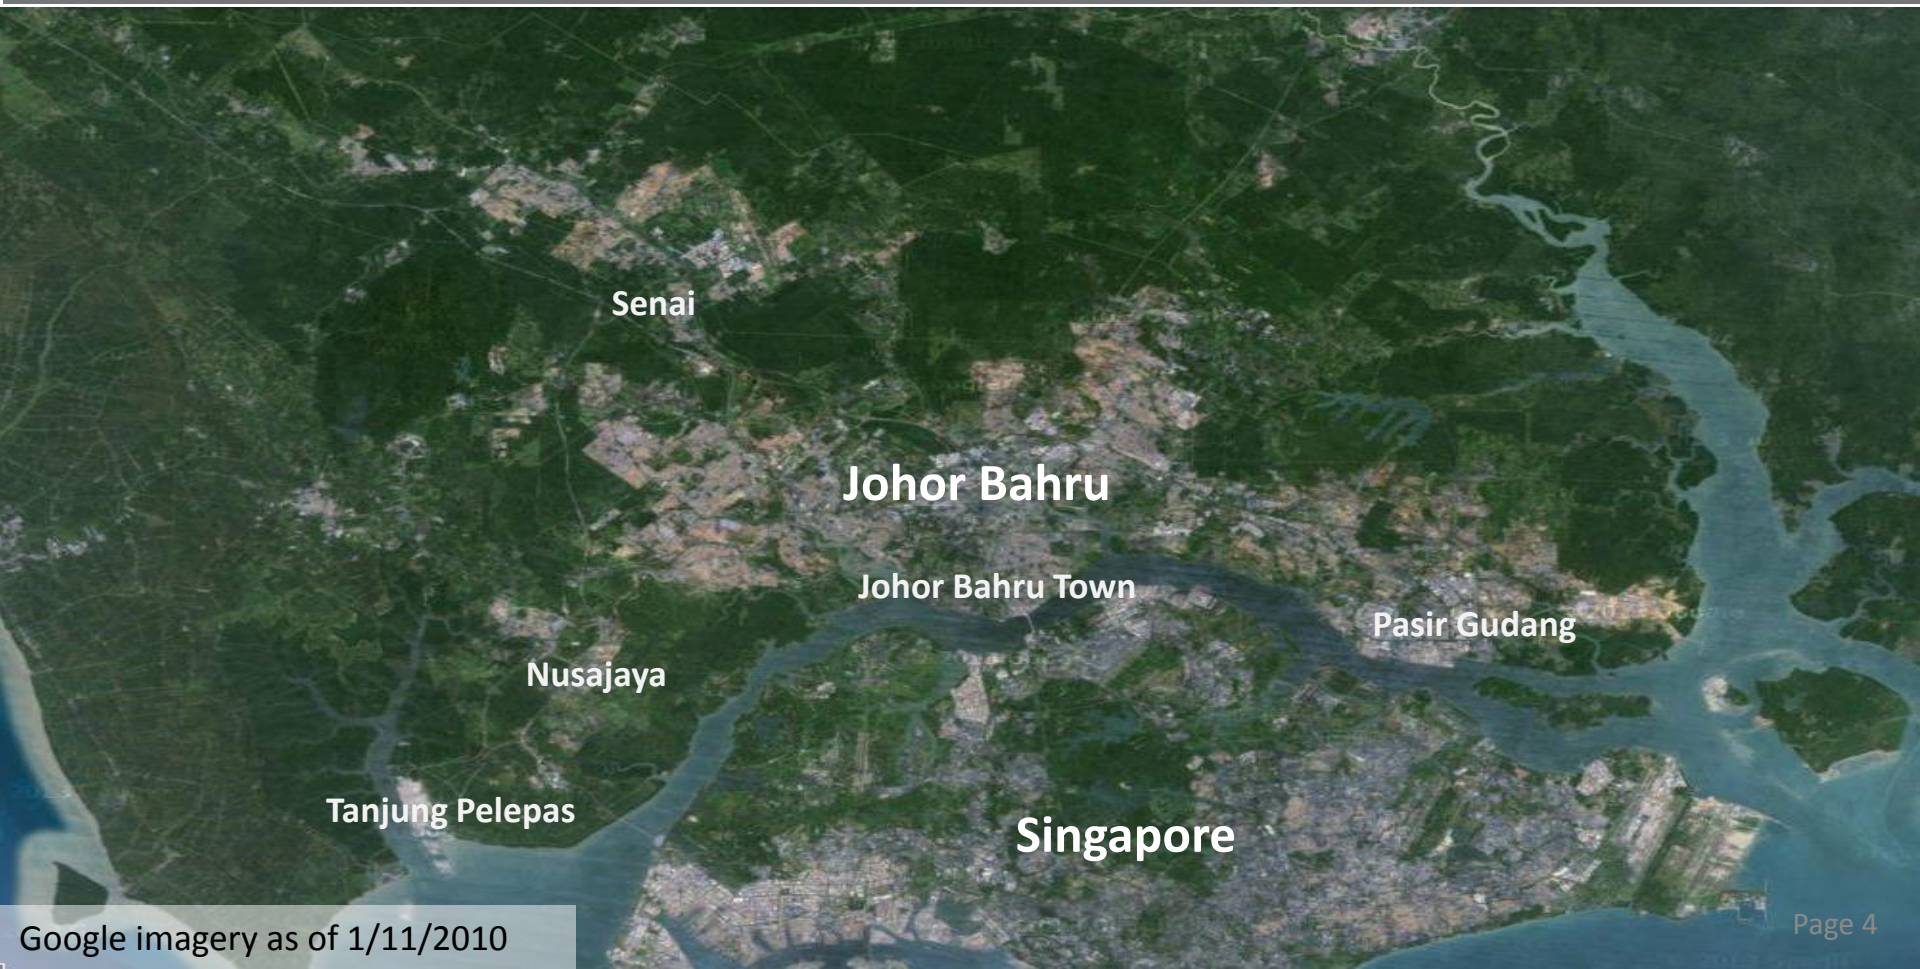 Senai
Johor Bahru
Johor Bahru Town
Pasir Gudang
Nusajaya
Tanjung Pelepas
Singapore
Page 4
Google imagery as of 1/11/2010